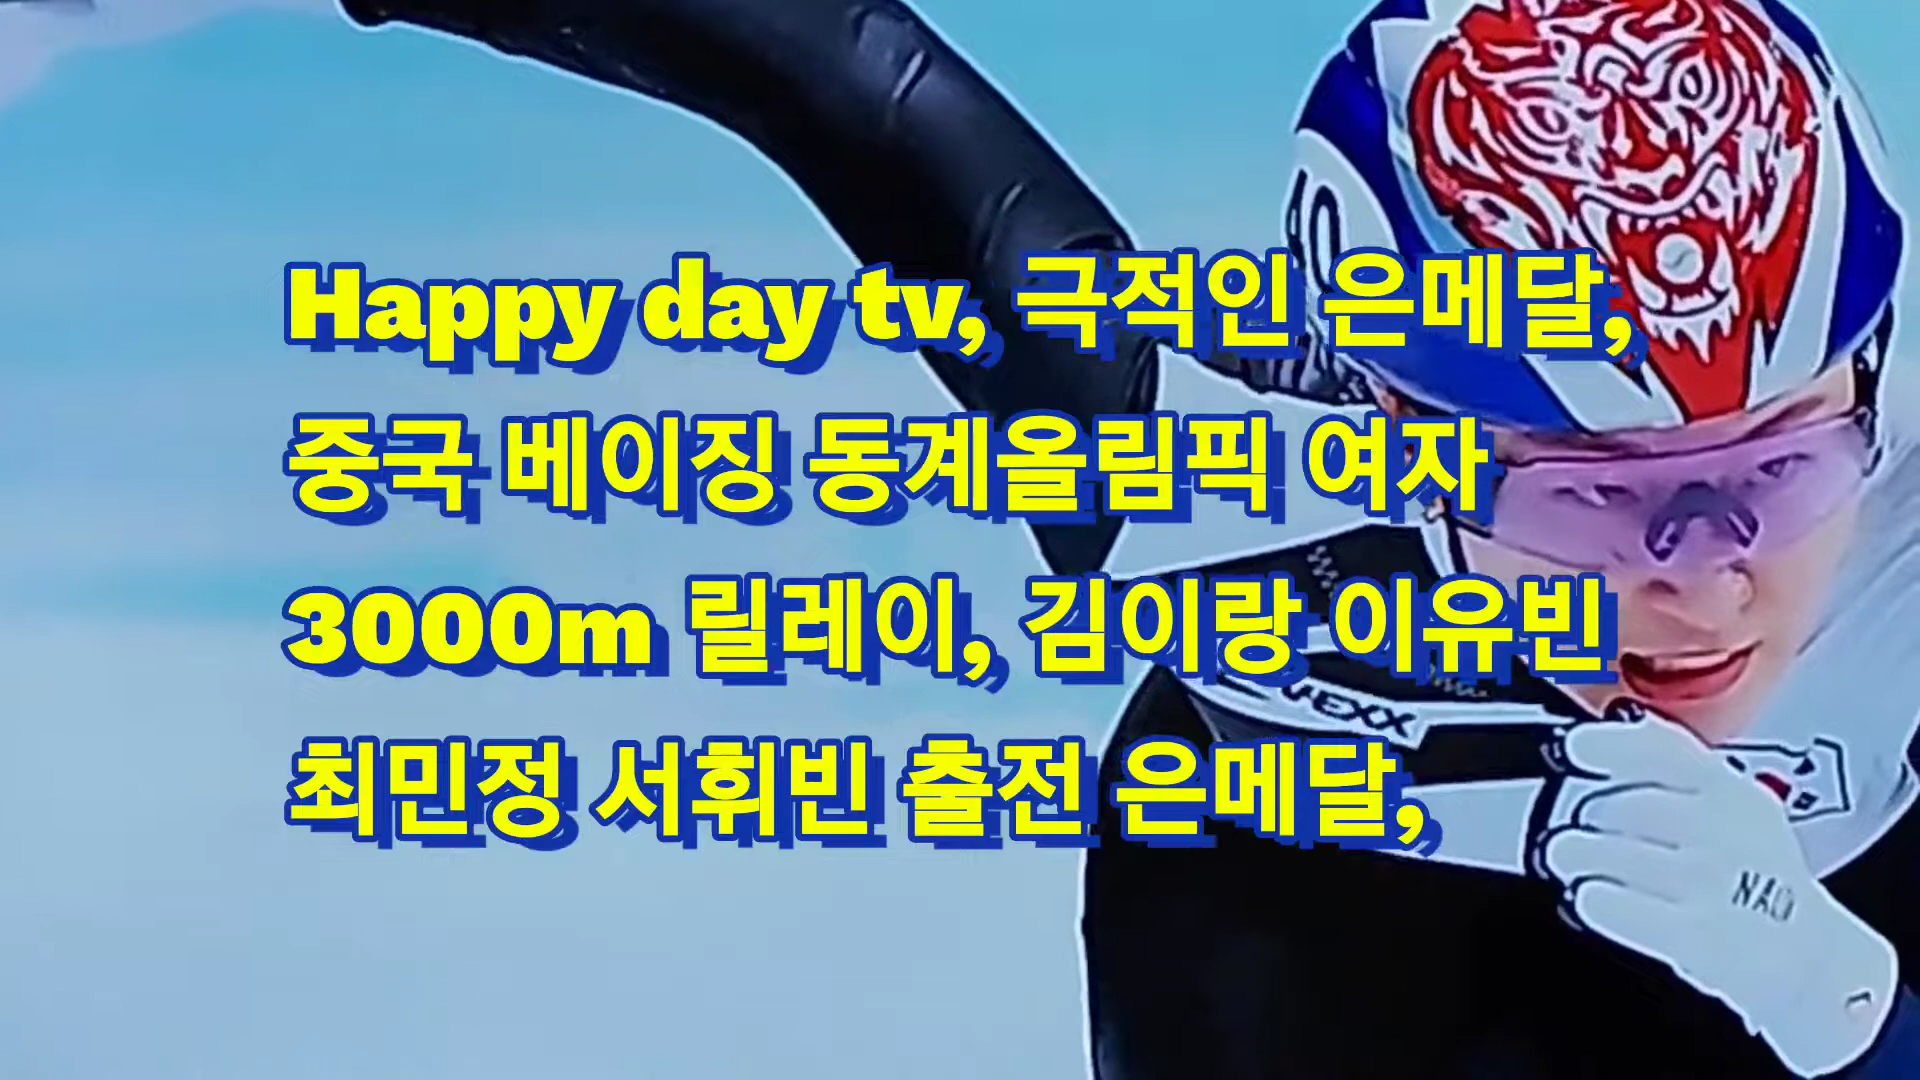 Happy day tv, 극적인 은메달,
중국 베이징 동계올림픽 여자
3000m 릴레이, 김이랑 이유빈
최민정 서휘빈 출전 은메달,